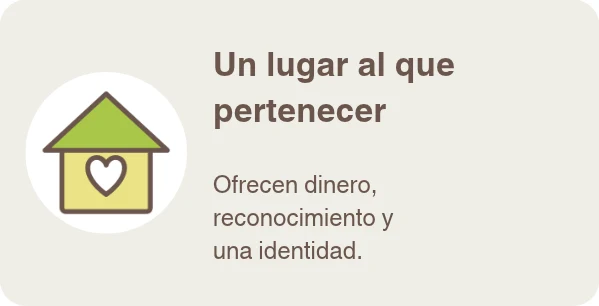 Un lugar al que
pertenecer
Ofrecen dinero,
reconocimiento y
una identidad.